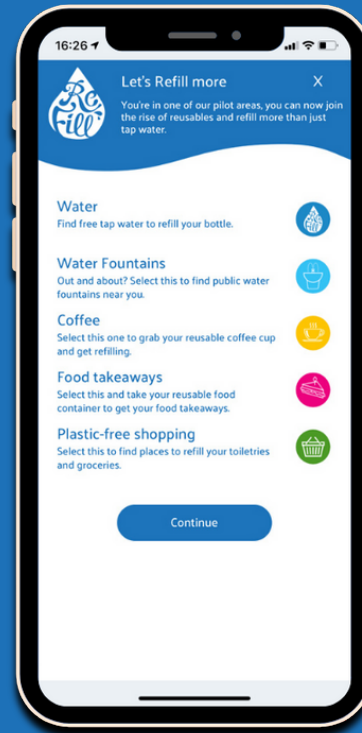 16:26
Re
fill
Let's Refill more
X
You're in one of our pilot areas, you can now join
the rise of reusables and refill more than just
tap water.
Water
Find free tap water to refill your bottle.
Water Fountains
Out and about? Select this to find public water
fountains near you.
Coffee
Select this one to grab your reusable coffee cup
and get refilling.
Food takeaways
Select this and take your reusable food
container to get your food takeaways.
Plastic-free shopping
Select this to find places to refill your toiletries
and groceries.
Continue